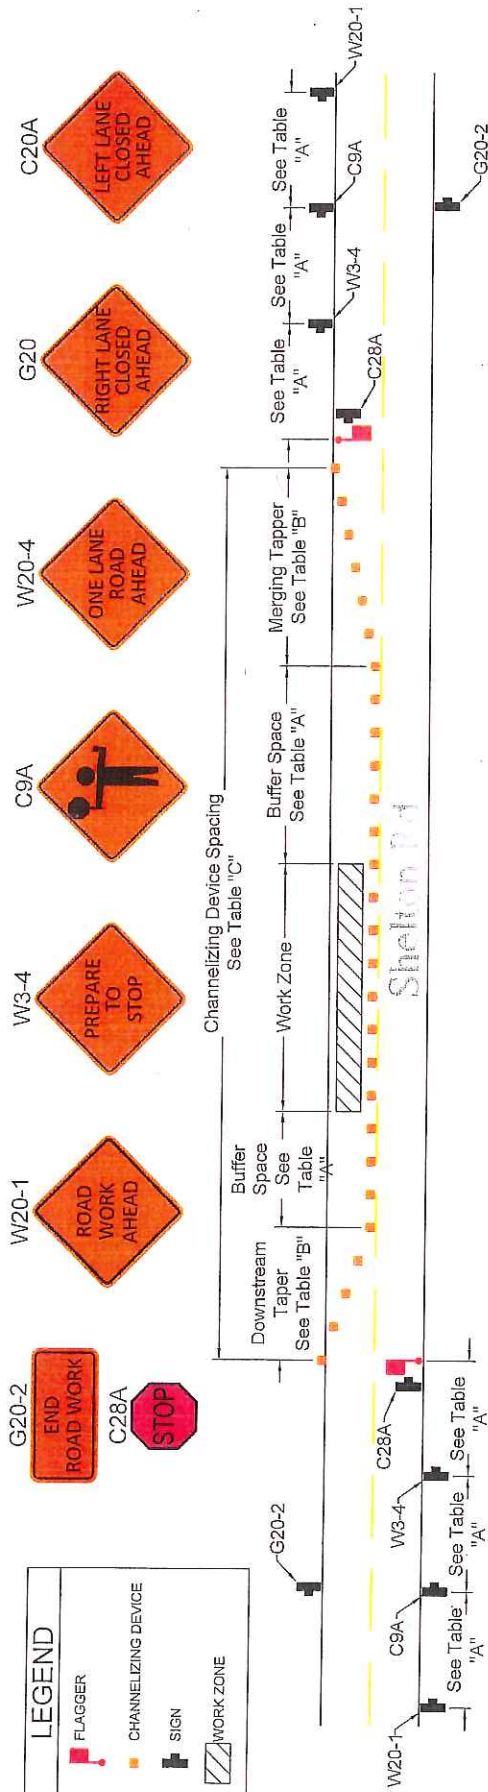 LEGEND
FLAGGER
CHANNELIZING DEVICE
SIGN
WORK ZONE
G20-2
END
ROAD WORK
C28A
STOP
W20-1
ROAD
WORK
AHEAD
W3-4
PREPARE
TO
STOP
C9A
W20-4
ONE LANE
ROAD
AHEAD
G20
RIGHT LANE
CLOSED
AHEAD
C20A
LEFT LANE
CLOSED
AHEAD
Channelizing Device Spacing
See Table "C"
Downstream
Taper
See Table "B"
Buffer
Space
See
Table
"A"
Work Zone
Buffer Space
See Table "A"
Merging Tapper
See Table "B"
See Table
"A"
See Table
"A"
See Table
"A"
G20-2
C28A
W3-4
C9A
W20-1
Shelton Rd
W20-1
C9A
W3-4
C28A
See Table
"A"
See Table
"A"
See Table
"A"
G20-2